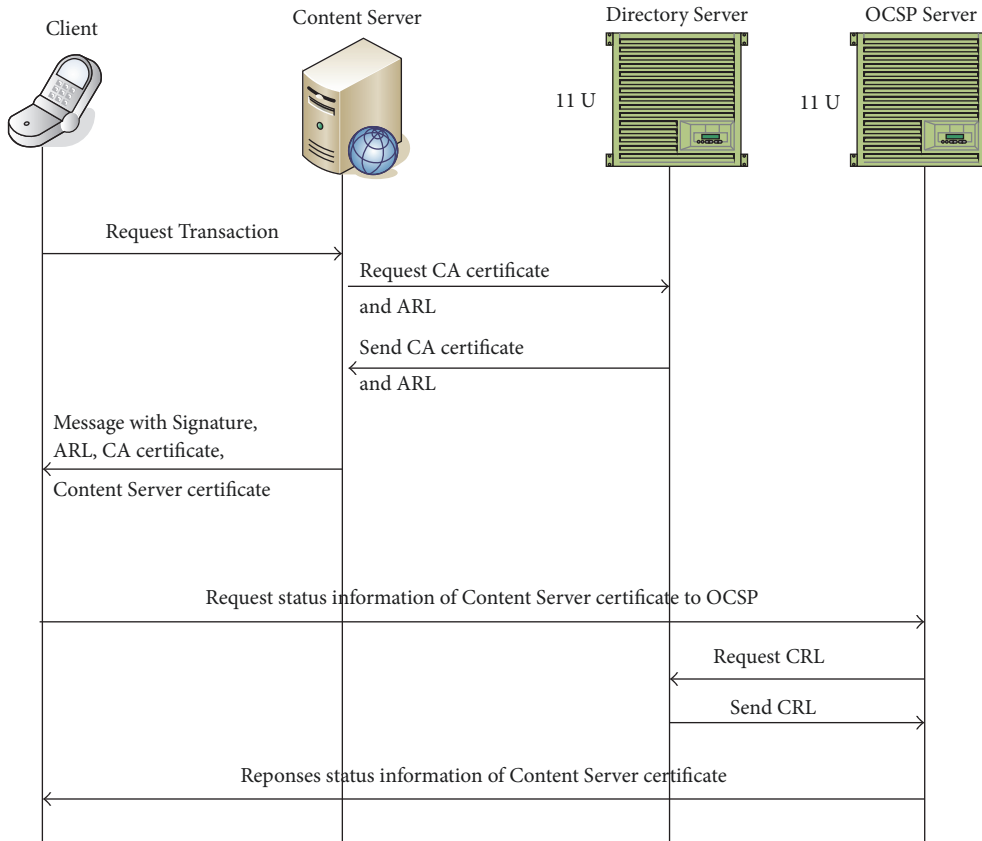 Client
Content Server
Directory Server
OCSP Server
11 U
11 U
Request Transaction
Request CA certificate
and ARL
Send CA certificate
and ARL
Message with Signature,
ARL, CA certificate,
Content Server certificate
Request status information of Content Server certificate to OCSP
Request CRL
Send CRL
Reponses status information of Content Server certificate